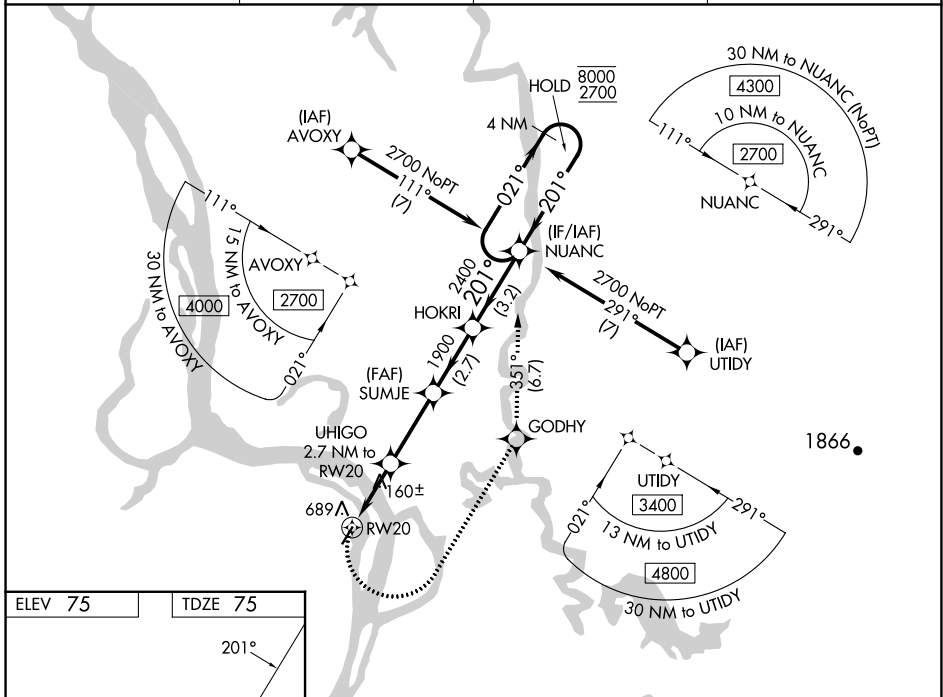 30 NM to NUANC (NoPT)
4300
10 NM to NUANC
2700
111°
NUANC
291°
HOLD 8000
2700
4 NM
(IAF)
AVOXY
2700 NoPT
111°
(7)
021°
201°
(IF/IAF)
NUANC
111°
15 NM to AVOXY
AVOXY
30 NM to AVOXY
4000
2700
021°
2400
201°
(3.2)
HOKRI
2700 NoPT
291°
(7)
(IAF)
UTIDY
1900
(2.7)
(FAF)
SUMJE
351°
(6.7)
GODHY
UHIGO
2.7 NM to
RW20
160±
689
RW20
1866
UTIDY
3400
021°
291°
13 NM to UTIDY
4800
30 NM to UTIDY
ELEV 75
TDZE 75
201°